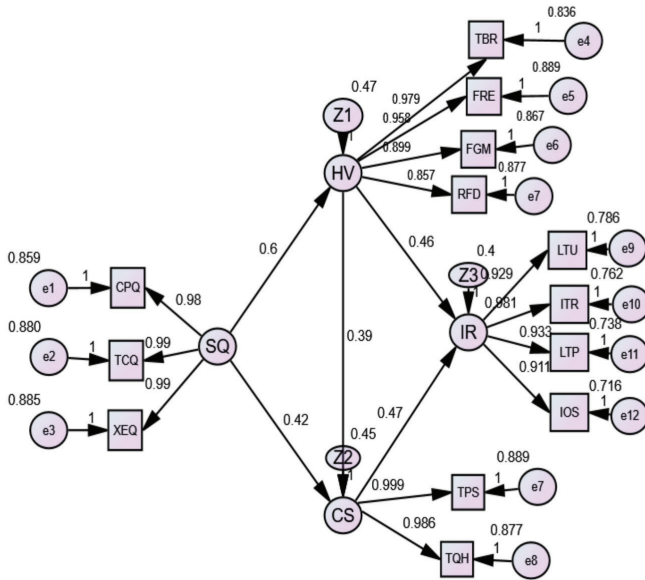 0.836
TBR
1
e4
0.889
FRE
1
e5
0.867
FGM
1
e6
0.877
RFD
1
e7
0.979
0.958
0.899
0.857
0.47
Z1
1
HV
0.6
0.46
0.39
0.859
e1
1
CPQ
0.98
0.880
e2
1
TCQ
0.99
0.885
e3
1
XEQ
0.99
SQ
0.42
0.4
Z3
1
IR
0.929
0.981
0.933
0.911
0.786
LTU
1
e9
0.762
ITR
1
e10
0.738
LTP
1
e11
0.716
IOS
1
e12
0.47
0.45
Z2
1
CS
0.999
0.986
0.889
TPS
1
e7
0.877
TQH
1
e8